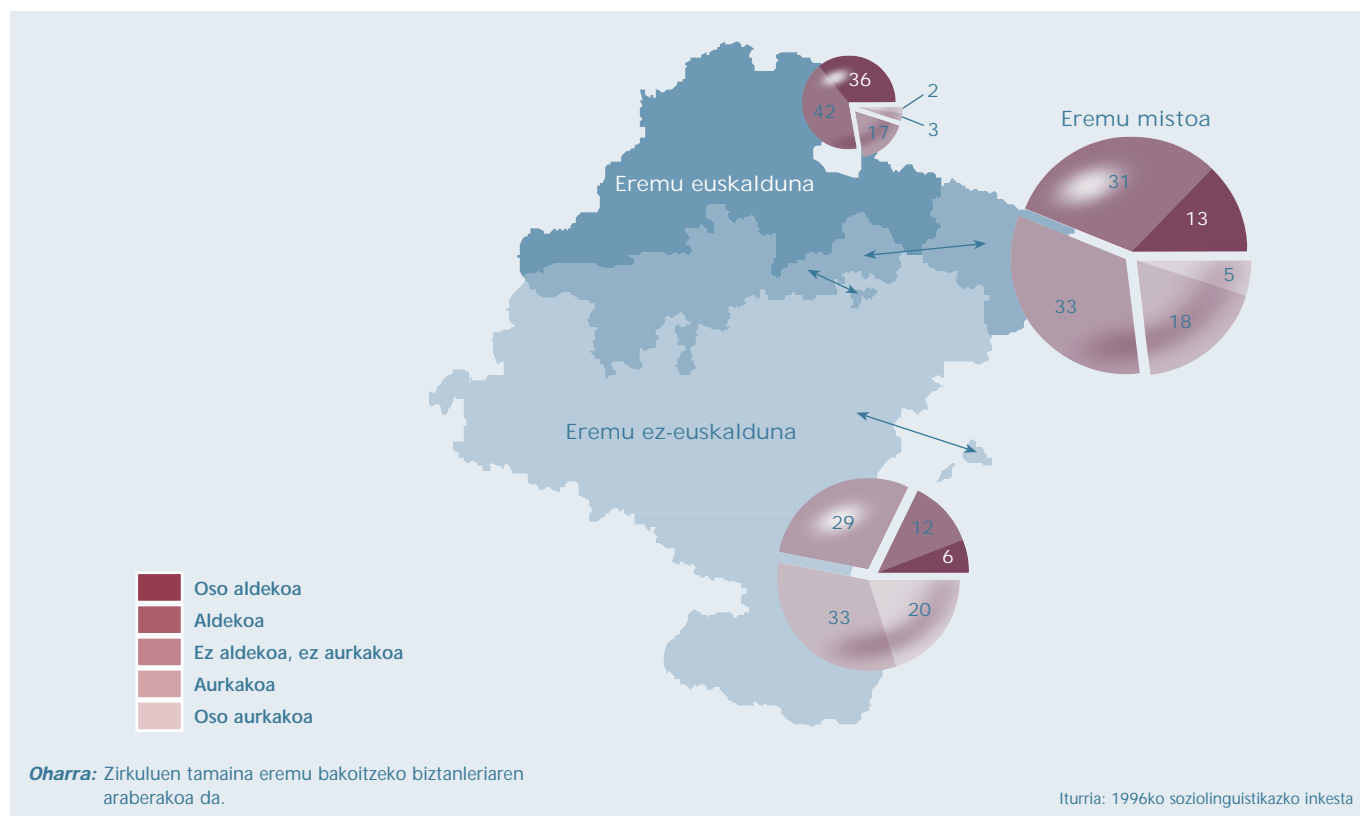 36
2
42
3
17
Eremu mistoa
31
13
5
33
18
Eremu euskalduna
Eremu ez-euskalduna
29
12
6
33
20
Oso aldekoa
Aldekoa
Ez aldekoa, ez aurkakoa
Aurkakoa
Oso aurkakoa
Oharra: Zirkuluen tamaina eremu bakoitzeko biztanleriaren
araberakoa da.
Iturria: 1996ko soziolinguistikazko inkesta